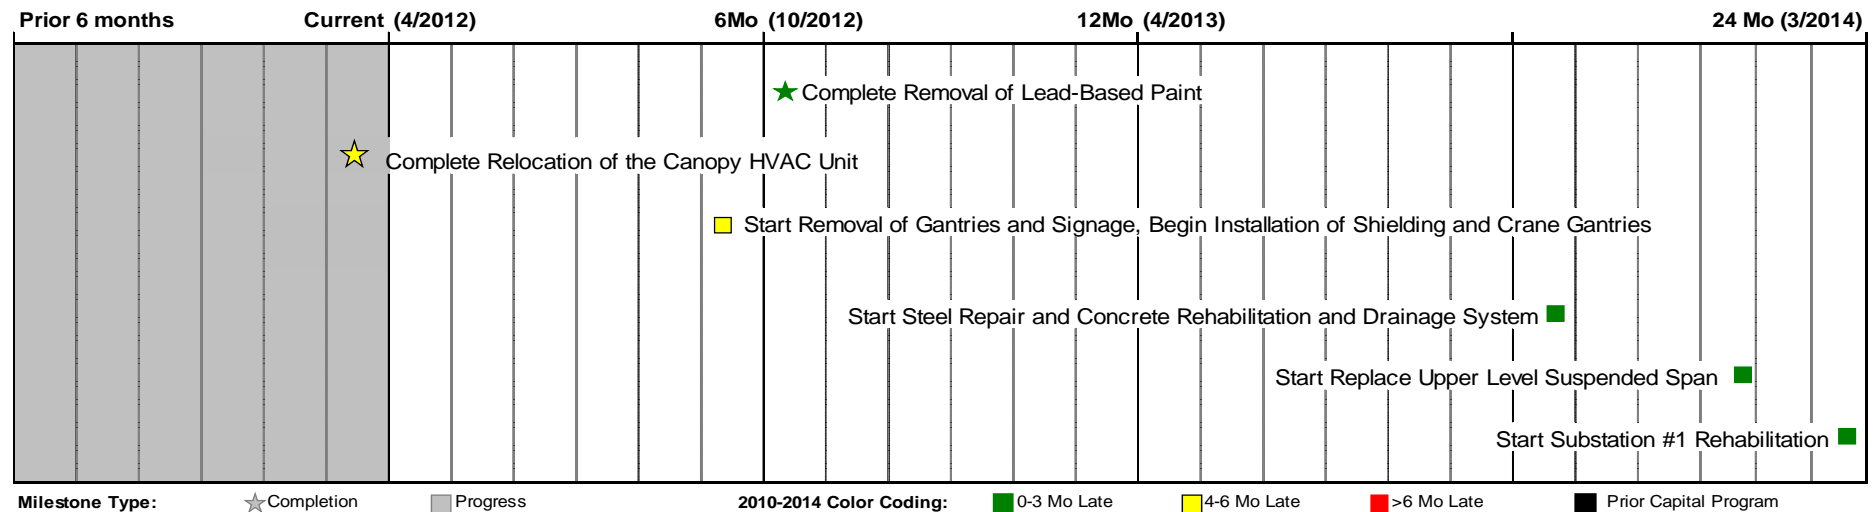 Prior 6 months Current (4/2012) 6Mo (10/2012) 12Mo (4/2013) 24 Mo (3/2014)
Complete Removal of Lead-Based Paint
Complete Relocation of the Canopy HVAC Unit
Start Removal of Gantries and Signage, Begin Installation of Shielding and Crane Gantries
Start Steel Repair and Concrete Rehabilitation and Drainage System
Start Replace Upper Level Suspended Span
Start Substation #1 Rehabilitation
Milestone Type: Completion Progress 2010-2014 Color Coding: 0-3 Mo Late 4-6 Mo Late >6 Mo Late Prior Capital Program